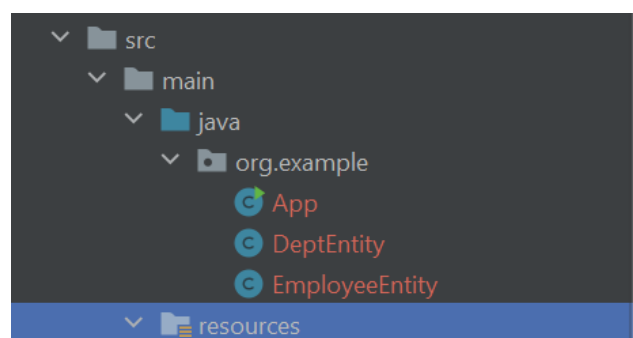 src
main
java
org.example
App
DeptEntity
EmployeeEntity
resources